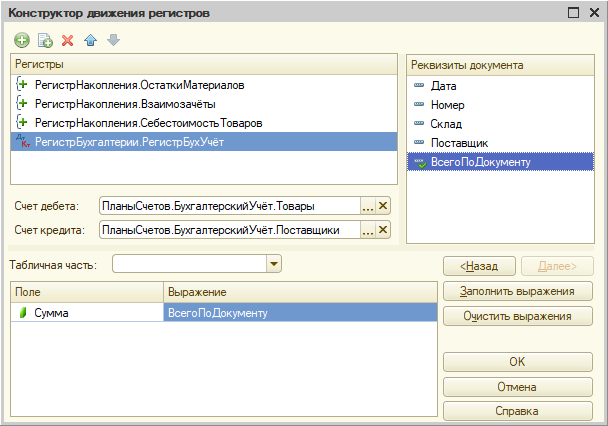 Конструктор движения регистров
Регистры
РегистрНакопления.ОстаткиМатериалов
РегистрНакопления.Взаимозачёты
РегистрНакопления.СебестоимостьТоваров
Дт Кт РегистрБухгалтерии.РегистрБухУчёт
Реквизиты документа
Дата
Номер
Склад
Поставщик
ВсегоПоДокументу
Счет дебета: ПланыСчетов.БухгалтерскийУчёт.Товары ...
Счет кредита: ПланыСчетов.БухгалтерскийУчёт.Поставщики ...
Табличная часть:
<Назад Далее>
Поле Выражение
Сумма ВсегоПоДокументу
Заполнить выражения
Очистить выражения
OK
Отмена
Справка